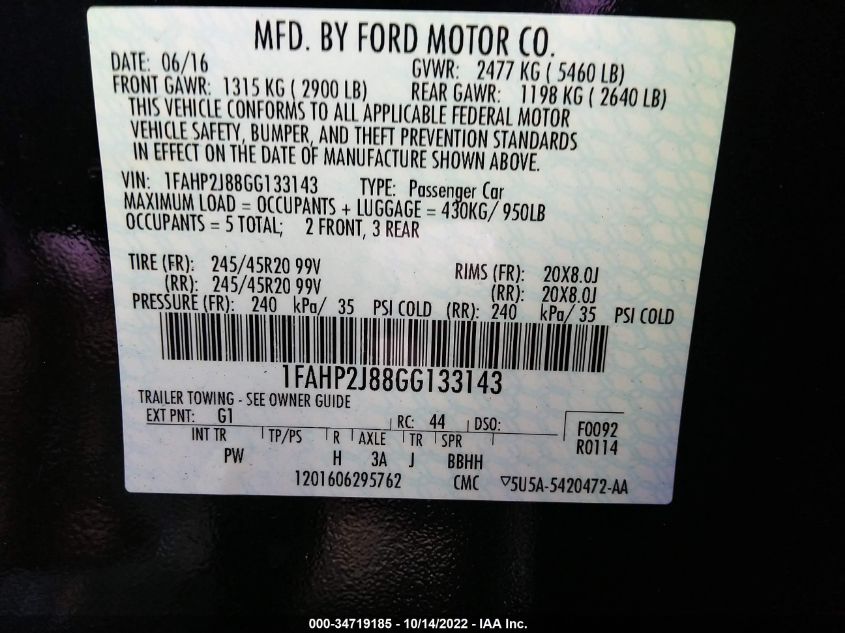 MFD. BY FORD MOTOR CO.
DATE: 06/16 GVWR: 2477 KG ( 5460 LB)
FRONT GAWR: 1315 KG ( 2900 LB) REAR GAWR: 1198 KG ( 2640 LB)
THIS VEHICLE CONFORMS TO ALL APPLICABLE FEDERAL MOTOR
VEHICLE SAFETY, BUMPER, AND THEFT PREVENTION STANDARDS
IN EFFECT ON THE DATE OF MANUFACTURE SHOWN ABOVE.
VIN: 1FAHP2J88GG133143 TYPE: Passenger Car
MAXIMUM LOAD = OCCUPANTS + LUGGAGE = 430KG/ 950LB
OCCUPANTS = 5 TOTAL; 2 FRONT, 3 REAR
TIRE (FR): 245/45R20 99V RIMS (FR): 20X8.0J
(RR): 245/45R20 99V (RR): 20X8.0J
PRESSURE (FR): 240 kPa/ 35 PSI COLD (RR): 240 kPa/ 35 PSI COLD
1FAHP2J88GG133143
TRAILER TOWING - SEE OWNER GUIDE
EXT PNT: G1 RC: 44 DSO: F0092
R0114
INT TR TP/PS R AXLE TR SPR
PW H 3A J BBHH
1201606295762 CMC ▽5U5A-5420472-AA
000-34719185 - 10/14/2022 - IAA Inc.